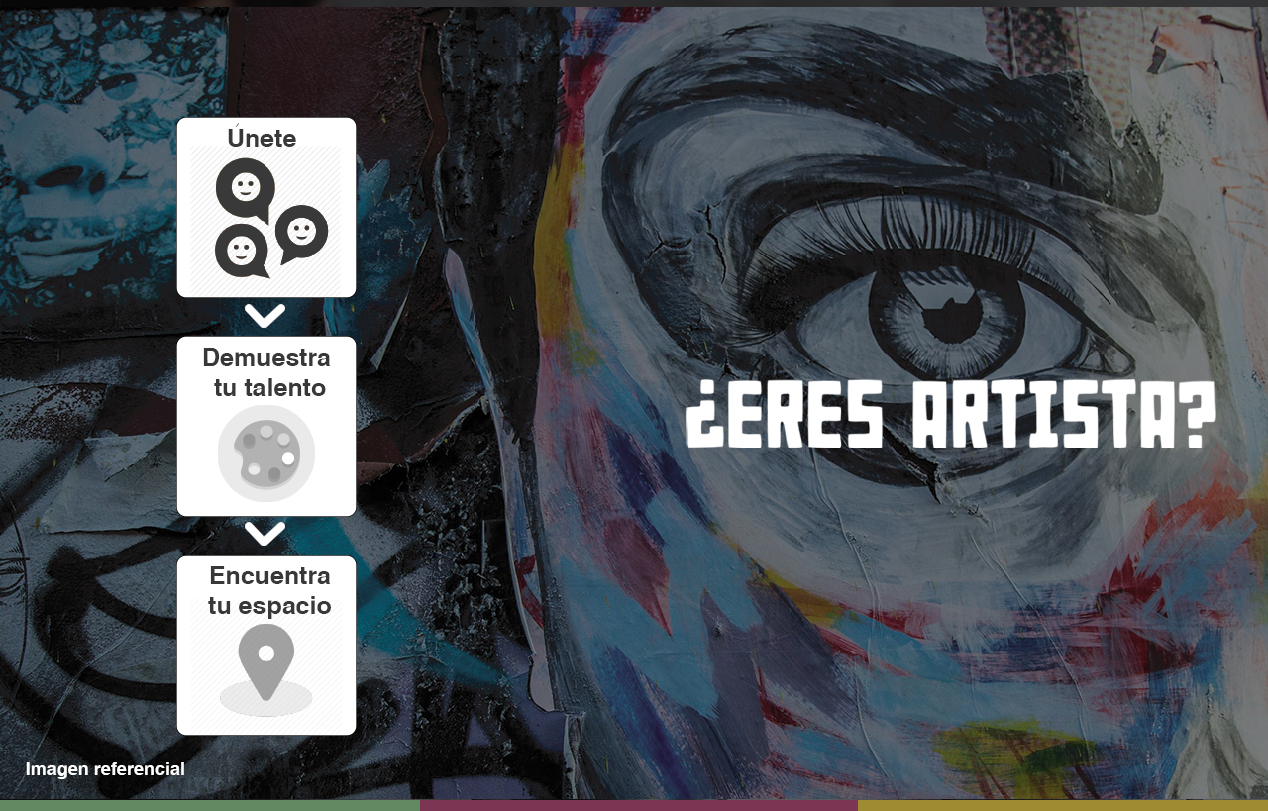 Únete
Demuestra
tu talento
Encuentra
tu espacio
¿ERES ARTISTA?
Imagen referencial